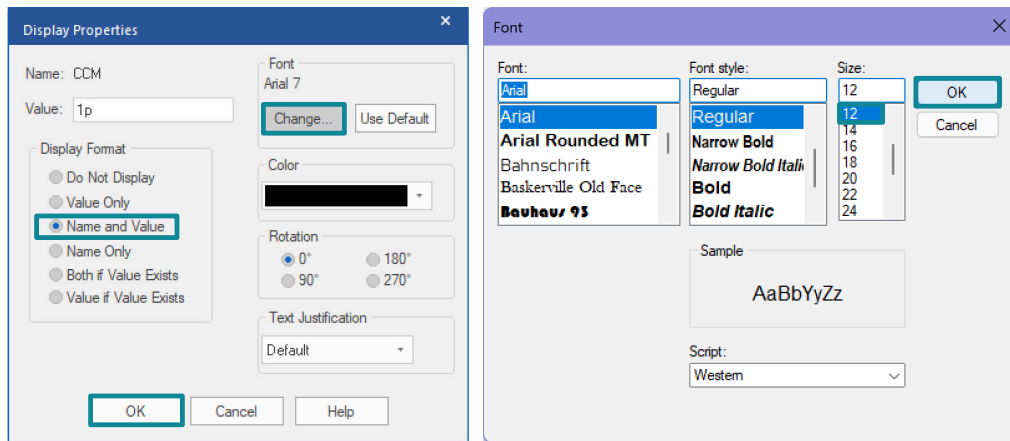 Display Properties
Name: CCM
Value: 1p
Display Format
Do Not Display
Value Only
Name and Value
Name Only
Both if Value Exists
Value if Value Exists
Font
Arial 7
Change...
Use Default
Color
Rotation
0°
180°
90°
270°
Text Justification
Default
OK
Cancel
Help
Font
Font:
Font style:
Size:
Arial
Regular
12
OK
Cancel
Arial
Arial Rounded MT
Bahnschrift
Baskerville Old Face
Bauhaus 93
Regular
Narrow Bold
Narrow Bold Itali
Bold
Bold Italic
12
14
16
18
20
22
24
Sample
AaBbYyZz
Script:
Western